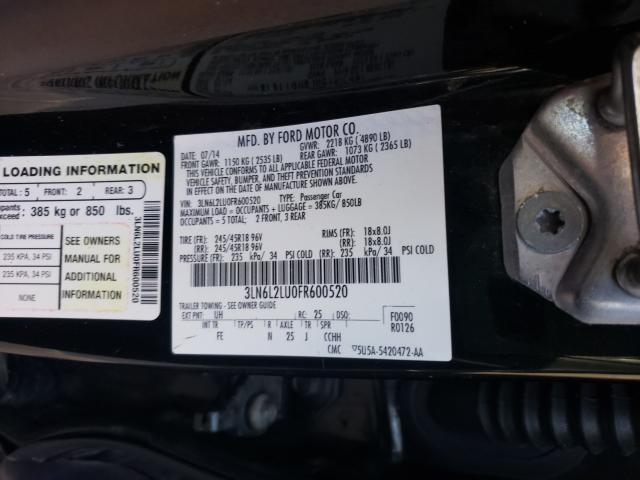 MFD. BY FORD MOTOR CO.
DATE: 07/14 GVWR: 2218 KG ( 4890 LB)
FRONT GAWR: 1150 KG ( 2535 LB) REAR GAWR: 1073 KG ( 2365 LB)
THIS VEHICLE CONFORMS TO ALL APPLICABLE FEDERAL MOTOR
VEHICLE SAFETY, BUMPER, AND THEFT PREVENTION STANDARDS
IN EFFECT ON THE DATE OF MANUFACTURE SHOWN ABOVE.
VIN: 3LN6L2LU0FR600520 TYPE: Passenger Car
MAXIMUM LOAD = OCCUPANTS + LUGGAGE = 385KG/ 850LB
OCCUPANTS = 5 TOTAL: 2 FRONT, 3 REAR
TIRE (FR): 245/45R18 96V RIMS (FR): 18x8.0J
(RR): 245/45R18 96V (RR): 18x8.0J
PRESSURE (FR): 235 kPa/ 34 PSI COLD (RR): 235 kPa/ 34 PSI COLD
3LN6L2LU0FR600520
TRAILER TOWING - SEE OWNER GUIDE
EXT PNT: UH RC: 25 DSO: F0090
R0126
INT TR TP/PS R AXLE TR SPR
FE N 25 J CCHH
CMC ▽5U5A-5420472-AA
LOADING INFORMATION
TOTAL: 5 FRONT: 2 REAR: 3
385 kg or 850 lbs.
COLD TIRE PRESSURE
235 KPA, 34 PSI
235 KPA, 34 PSI
NONE
SEE OWNERS
MANUAL FOR
ADDITIONAL
INFORMATION
3LN6L2LU0FR600520